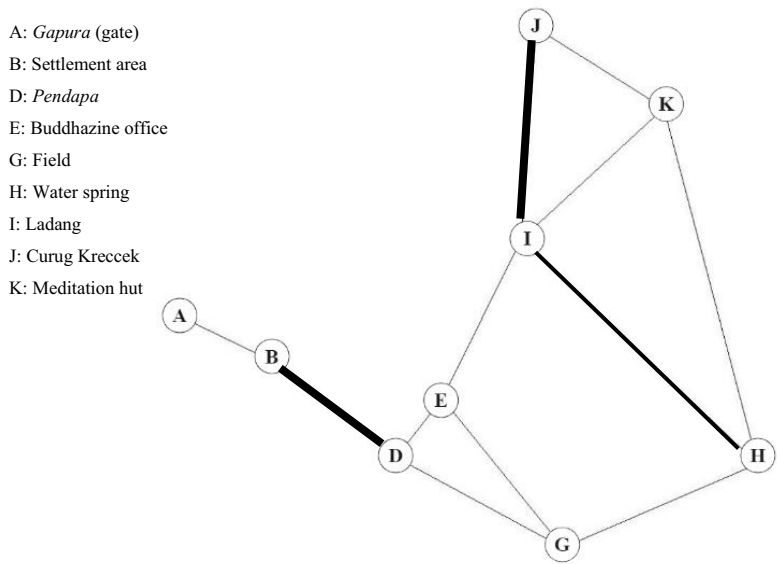 A: Gapura (gate)
B: Settlement area
D: Pendapa
E: Buddhazine office
G: Field
H: Water spring
I: Ladang
J: Curug Kreccek
K: Meditation hut
J
K
I
A
B
E
D
H
G